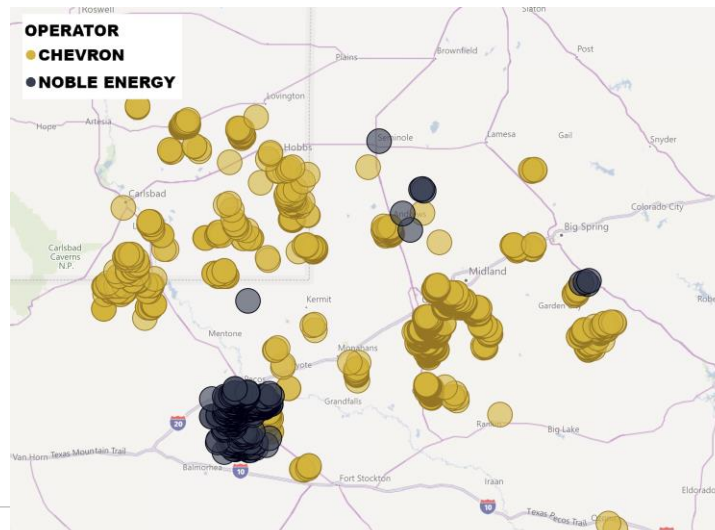 Roswell
Slaton
OPERATOR
CHEVRON
NOBLE ENERGY
Brownfield
Post
Plains
Lovington
Hope
Artesia
Hobbs
Seminole
Lamesa
Gail
Snyder
Carlsbad
Colorado City
Big Spring
Carlsbad
Caverns
N.P.
Midland
Kermit
Garden City
Mentone
Monahans
Grandfalls
20
Rankin
Big Lake
Van Horn
Texas Mountain Trail
Balmorhea
10
Fort Stockton
Iraan
Eldorado
10
Texas Pecos Trail